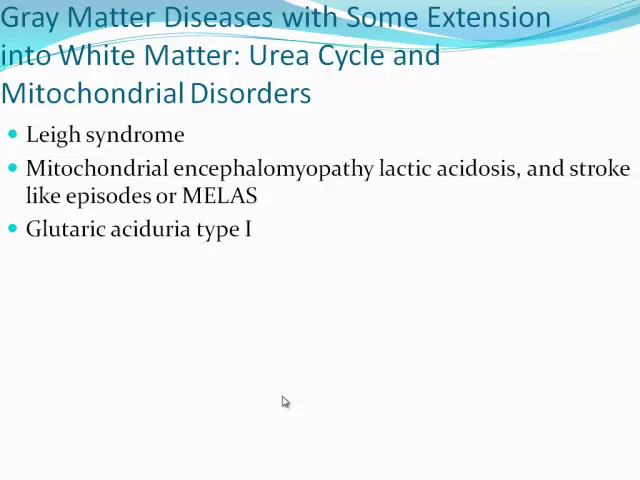 Gray Matter Diseases with Some Extension
into White Matter: Urea Cycle and
Mitochondrial Disorders
Leigh syndrome
Mitochondrial encephalomyopathy lactic acidosis, and stroke
like episodes or MELAS
Glutaric aciduria type I